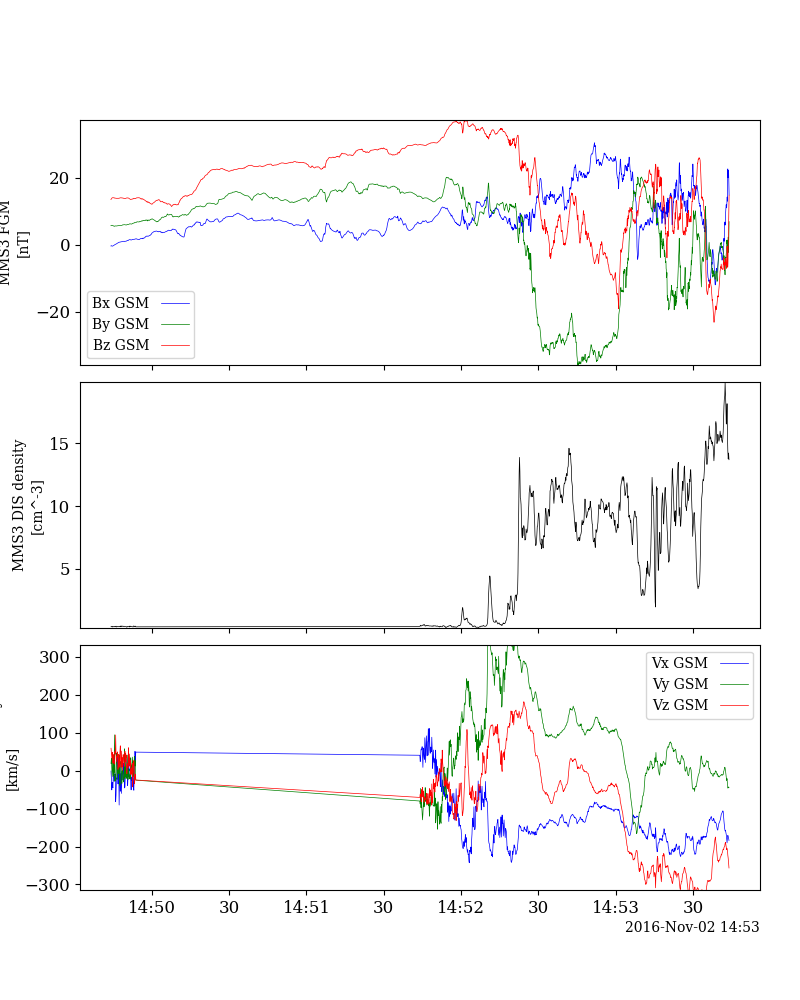 20
0
−20
MMS3 FGM
[nT]
Bx GSM
By GSM
Bz GSM
15
10
5
MMS3 DIS density
[cm^-3]
300
200
100
0
−100
−200
−300
[km/s]
Vx GSM
Vy GSM
Vz GSM
14:50
30
14:51
30
14:52
30
14:53
30
2016-Nov-02 14:53